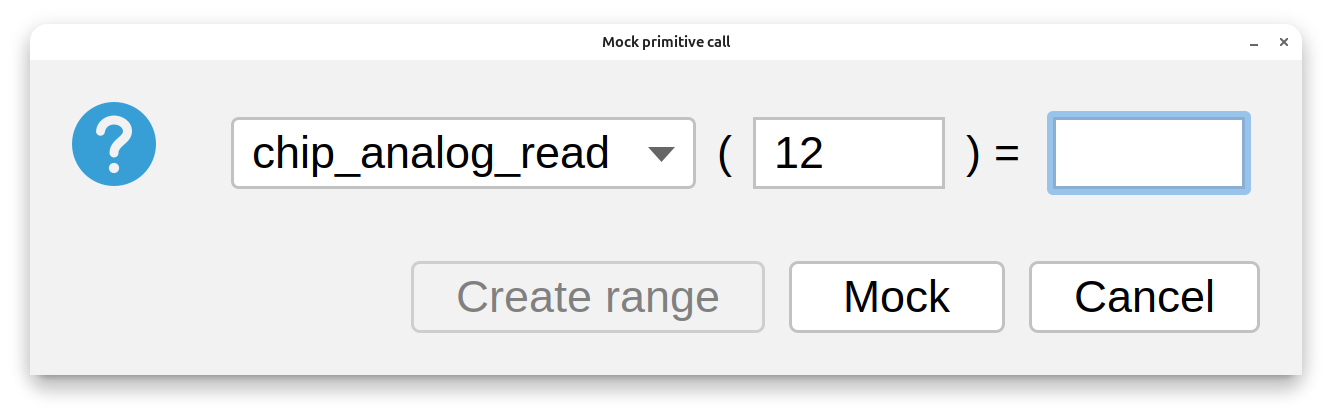 Mock primitive call
chip_analog_read ( 12 ) =
Create range Mock Cancel